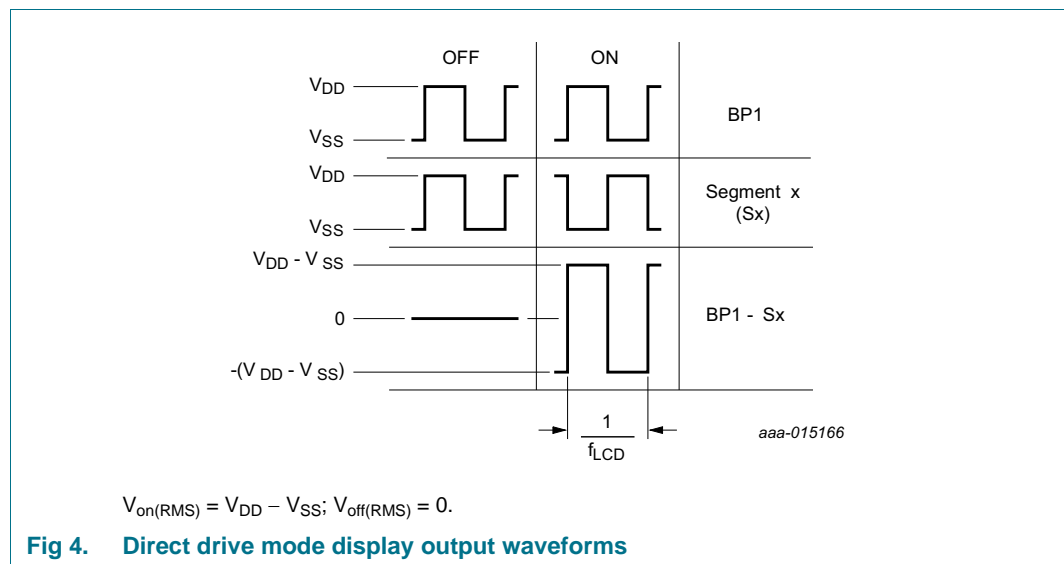 OFF ON
VDD
VSS
BP1
VDD
VSS
Segment x
(Sx)
VDD - VSS
0
-(VDD - VSS)
BP1 - Sx
1
fLCD
aaa-015166
Von(RMS) = VDD − VSS; Voff(RMS) = 0.
Fig 4. Direct drive mode display output waveforms